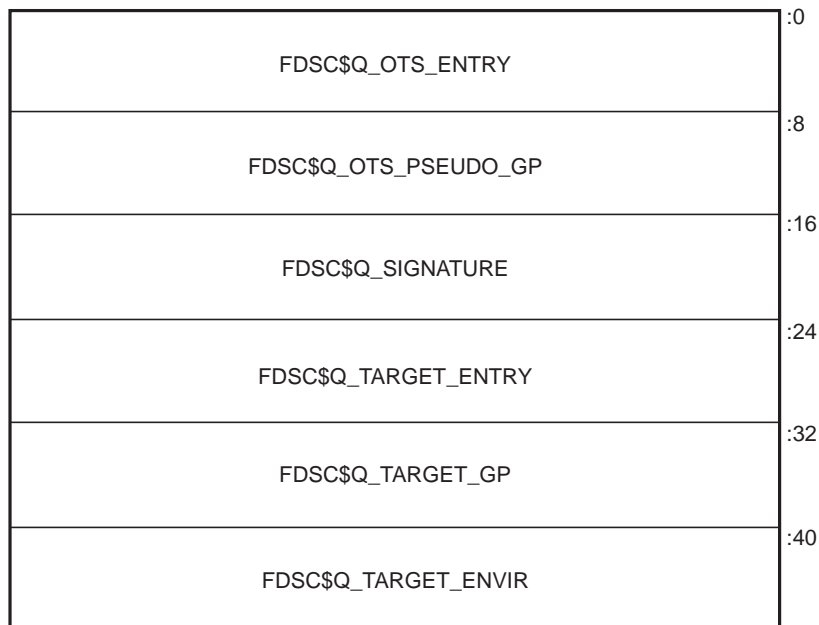 :0
FDSC$Q_OTS_ENTRY
:8
FDSC$Q_OTS_PSEUDO_GP
:16
FDSC$Q_SIGNATURE
:24
FDSC$Q_TARGET_ENTRY
:32
FDSC$Q_TARGET_GP
:40
FDSC$Q_TARGET_ENVIR